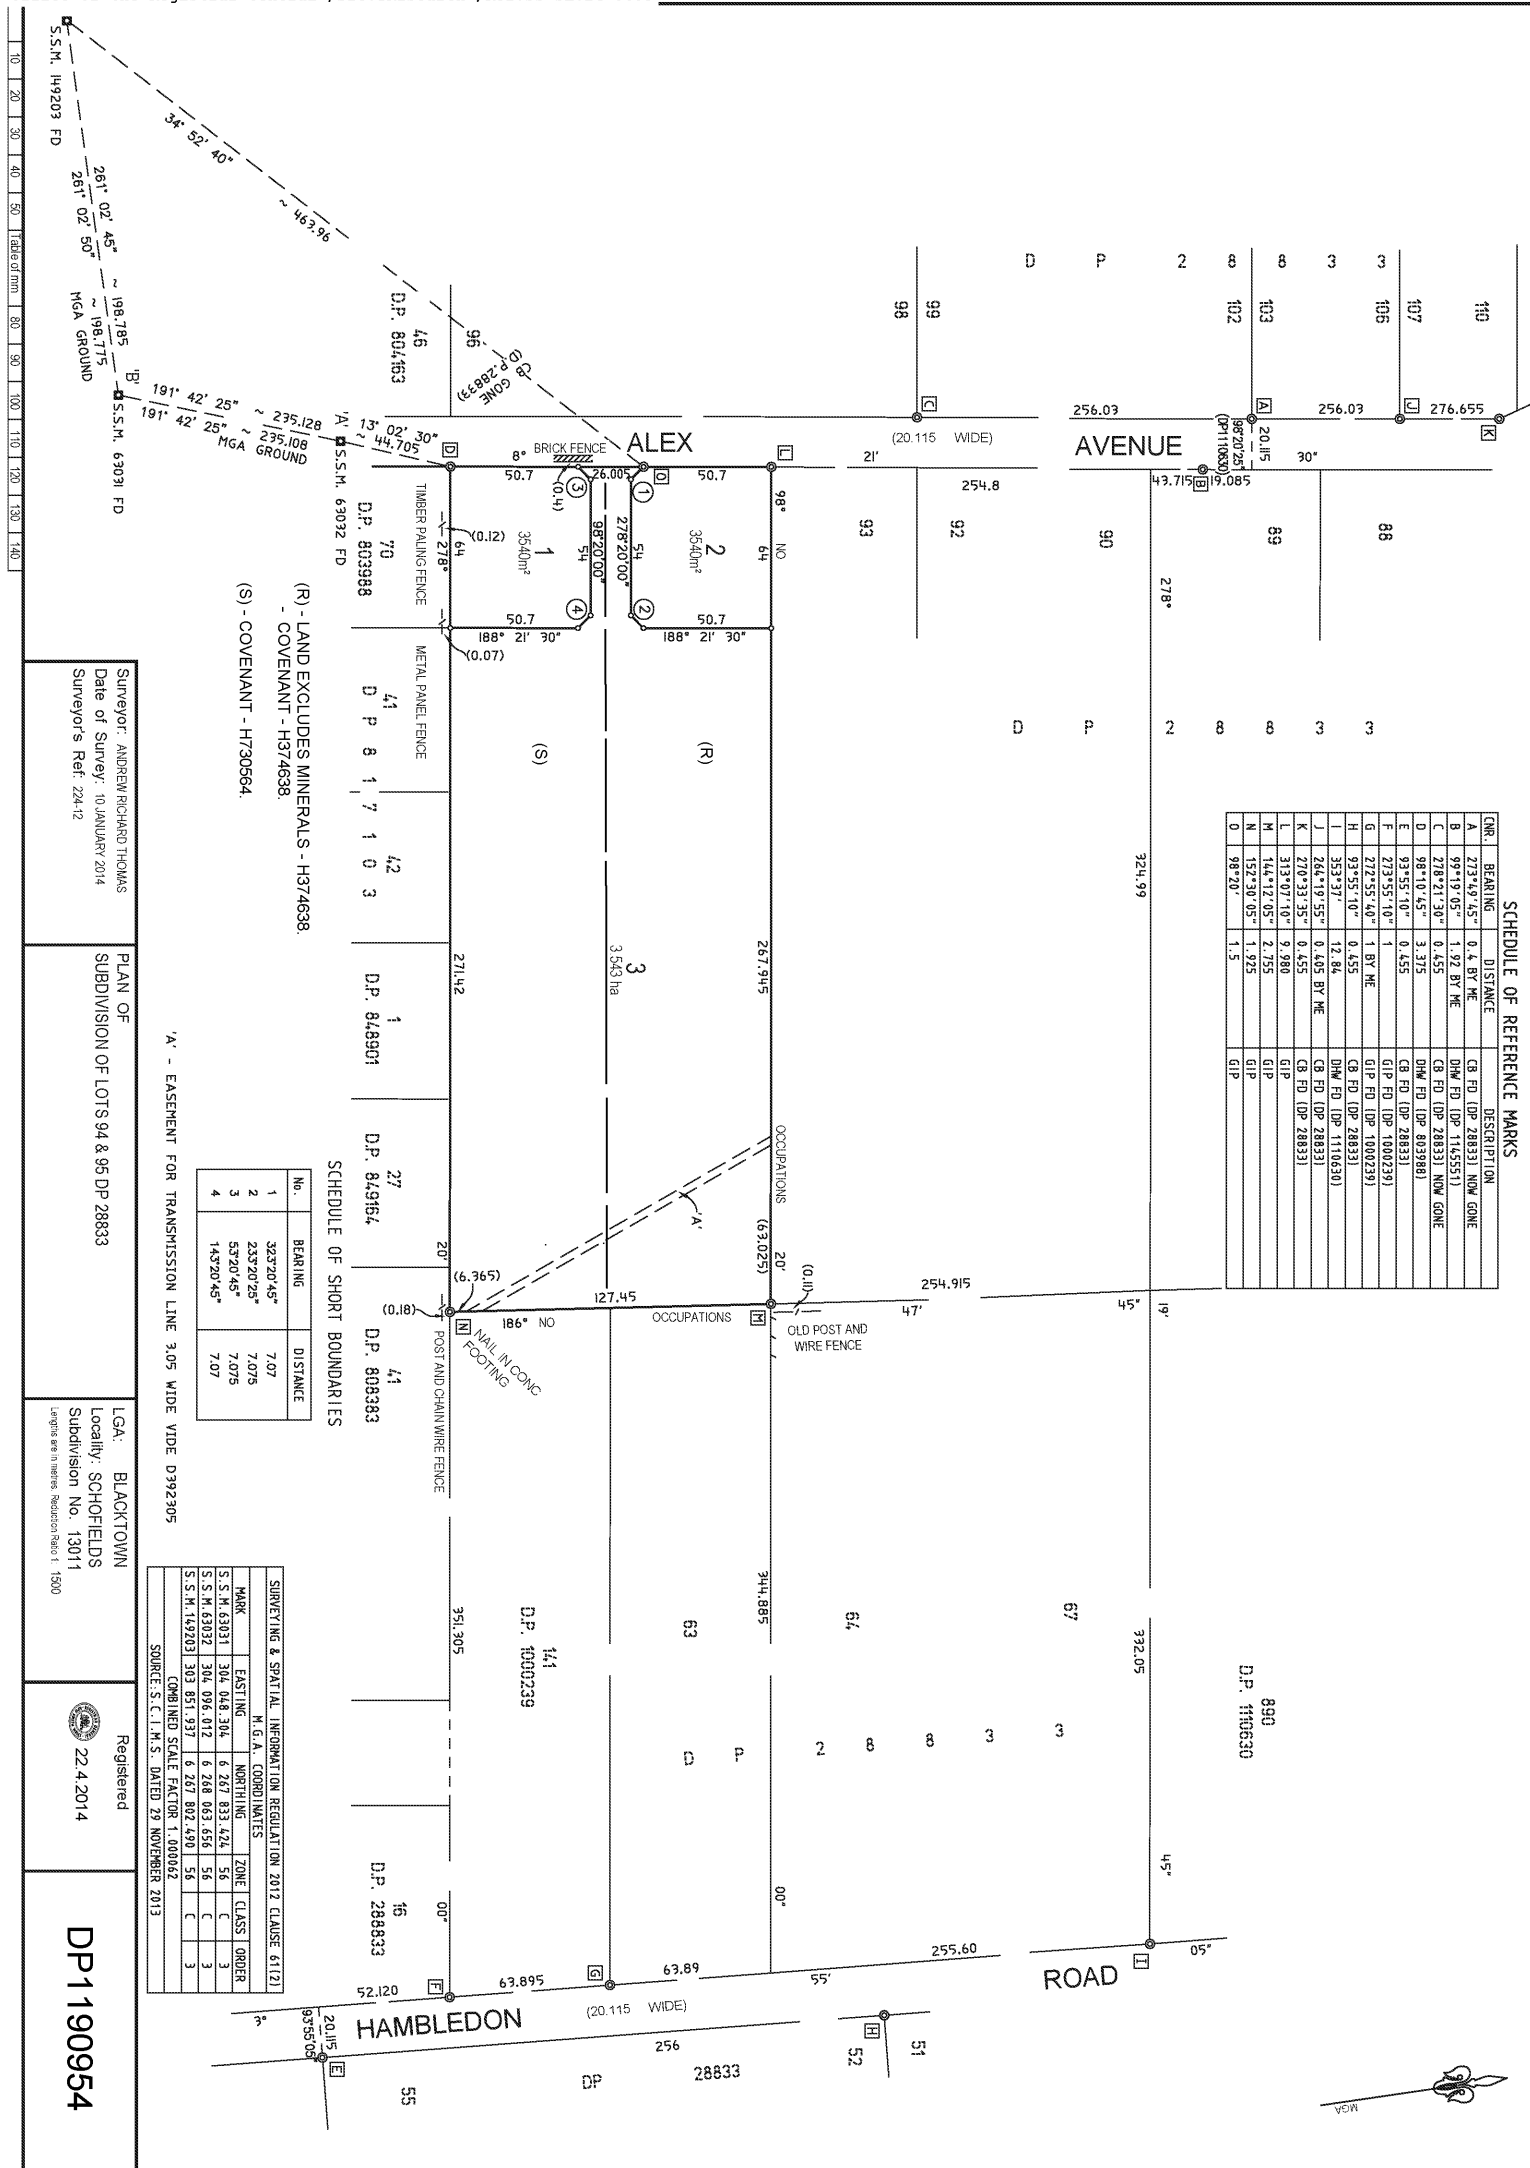 SCHEDULE OF REFERENCE MARKS
CNR. BEARING DISTANCE DESCRIPTION
A 273°49'45" 0.4 BY ME CB FD (DP 28833) NOW GONE
B 99°19'05" 1.92 BY ME DHW FD (DP 1145551)
C 278°21'30" 0.455 CB FD (DP 28833) NOW GONE
D 98°10'45" 3.375 DHW FD (DP 803988)
E 93°55'10" 0.455 CB FD (DP 28833)
F 273°55'10" 1 GIP FD (DP 1000239)
G 272°55'40" 1 BY ME GIP FD (DP 1000239)
H 93°55'10" 0.455 CB FD (DP 28833)
I 353°37' 12.84 DHW FD (DP 1110630)
J 264°19'55" 0.405 BY ME CB FD (DP 28833)
K 270°33'35" 0.455 CB FD (DP 28833)
L 313°07'10" 9.980 GIP
M 144°12'05" 2.755 GIP
N 152°30'05" 1.925 GIP
O 98°20' 1.5 GIP
110
107
106
103
102
99
98
D P 2 8 8 3 3
K
276.655
J
256.03
A
20.115
98°20'25"
(DP1110630)
256.03
C
(20.115 WIDE)
ALEX AVENUE
30"
19.085
B
43.715
254.8
21'
L
50.7
O
26.005
BRICK FENCE
(0.4)
50.7
8°
D
88
89
90
92
93
D P 2 8 8 3 3
278°
324.99
45"
19'
332.05
45"
98° NO
64
2
3540m²
54
278°20'00"
1
2
50.7
188° 21' 30"
98°20'00"
54
3
4
1
3540m²
50.7
188° 21' 30"
64
278°
(0.12)
(0.07)
TIMBER PALING FENCE
METAL PANEL FENCE
(R)
(S)
267.945
3
3.543 ha
271.42
OCCUPATIONS
(63.025)
20'
'A'
(6.365)
20'
(0.18)
127.45
186° NO OCCUPATIONS
M
N
NAIL IN CONC
FOOTING
POST AND CHAIN WIRE FENCE
(0.11)
OLD POST AND
WIRE FENCE
47'
254.915
344.885
00"
351.305
00"
67
64
63
D P 2 8 8 3 3
890
D.P. 1110630
141
D.P. 1000239
16
D.P. 288833
96
46
D.P. 804163
70
D.P. 803988
41
42
D P 8 1 7 1 0 3
1
D.P. 848901
27
D.P. 849164
41
D.P. 808383
CB GONE
(D.P.28833)
34° 52' 40"
~ 463.96
S.S.M. 149203 FD
261° 02' 45" ~ 198.785
261° 02' 50" ~ 198.775
MGA GROUND
'B'
S.S.M. 63031 FD
191° 42' 25" ~ 235.128
191° 42' 25" ~ 235.108
MGA GROUND
'A'
S.S.M. 63032 FD
13° 02' 30"
~ 44.705
I
05"
255.60
55'
63.89
G
63.895
F
52.120
3°
HAMBLEDON ROAD
(20.115 WIDE)
H
256
20.115
93°55'05"
E
51
52
55
DP 28833
MGA
(R) - LAND EXCLUDES MINERALS - H374638.
- COVENANT - H374638.
(S) - COVENANT - H730564.
SCHEDULE OF SHORT BOUNDARIES
No. BEARING DISTANCE
1 323°20'45" 7.07
2 233°20'25" 7.075
3 53°20'45" 7.075
4 143°20'45" 7.07
'A' - EASEMENT FOR TRANSMISSION LINE 3.05 WIDE VIDE D392305
SURVEYING & SPATIAL INFORMATION REGULATION 2012 CLAUSE 61(2)
M.G.A. COORDINATES
MARK EASTING NORTHING ZONE CLASS ORDER
S.S.M.63031 304 048.304 6 267 833.424 56 C 3
S.S.M.63032 304 096.012 6 268 063.656 56 C 3
S.S.M.149203 303 851.937 6 267 802.490 56 C 3
COMBINED SCALE FACTOR 1.000062
SOURCE:S.C.I.M.S. DATED 29 NOVEMBER 2013
Surveyor: ANDREW RICHARD THOMAS
Date of Survey: 10 JANUARY 2014
Surveyor's Ref: 224-12
PLAN OF
SUBDIVISION OF LOTS 94 & 95 DP 28833
LGA: BLACKTOWN
Locality: SCHOFIELDS
Subdivision No. 13011
Lengths are in metres. Reduction Ratio 1: 1500
Registered
22.4.2014
DP1190954
10 20 30 40 50 Table of mm 80 90 100 110 120 130 140